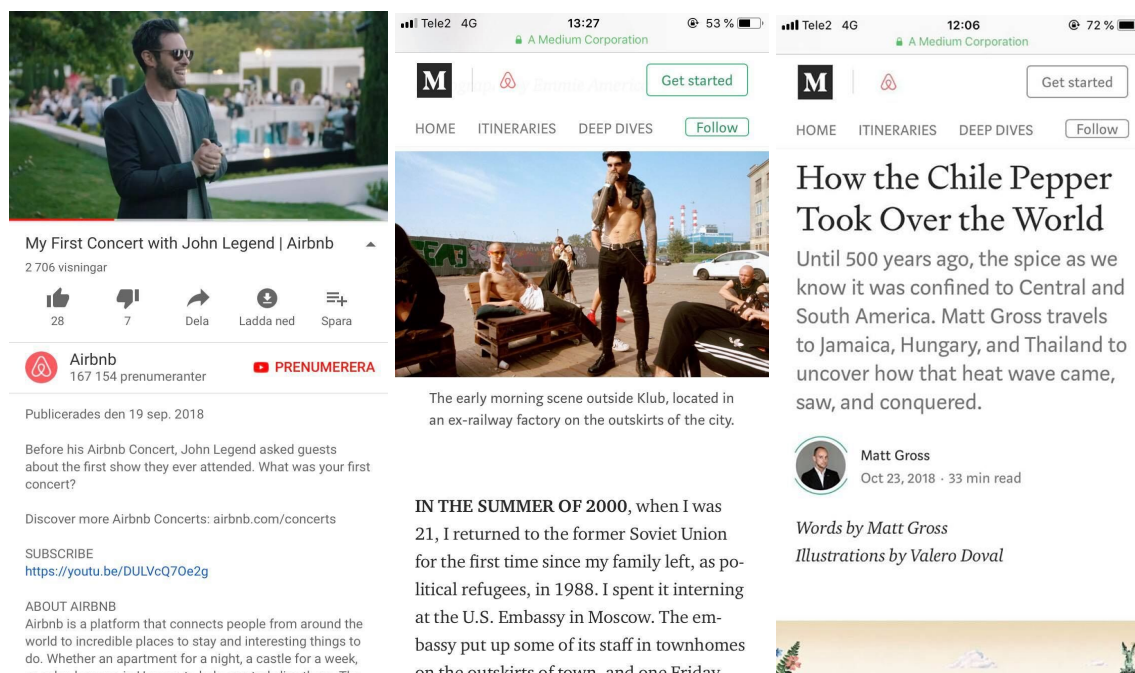 My First Concert with John Legend | Airbnb
2 706 visningar
28
7
Dela
Ladda ned
Spara
Airbnb
167 154 prenumeranter
PRENUMERERA
Publicerades den 19 sep. 2018
Before his Airbnb Concert, John Legend asked guests
about the first show they ever attended. What was your first
concert?
Discover more Airbnb Concerts: airbnb.com/concerts
SUBSCRIBE
https://youtu.be/DULVcQ7Oe2g
ABOUT AIRBNB
Airbnb is a platform that connects people from around the
world to incredible places to stay and interesting things to
do. Whether an apartment for a night, a castle for a week,
Tele2 4G 13:27 53 %
A Medium Corporation
M Get started
HOME ITINERARIES DEEP DIVES Follow
The early morning scene outside Klub, located in
an ex-railway factory on the outskirts of the city.
IN THE SUMMER OF 2000, when I was
21, I returned to the former Soviet Union
for the first time since my family left, as po-
litical refugees, in 1988. I spent it interning
at the U.S. Embassy in Moscow. The em-
bassy put up some of its staff in townhomes
on the outskirts of town, and one Friday
Tele2 4G 12:06 72 %
A Medium Corporation
M Get started
HOME ITINERARIES DEEP DIVES Follow
How the Chile Pepper
Took Over the World
Until 500 years ago, the spice as we
know it was confined to Central and
South America. Matt Gross travels
to Jamaica, Hungary, and Thailand to
uncover how that heat wave came,
saw, and conquered.
Matt Gross
Oct 23, 2018 · 33 min read
Words by Matt Gross
Illustrations by Valero Doval